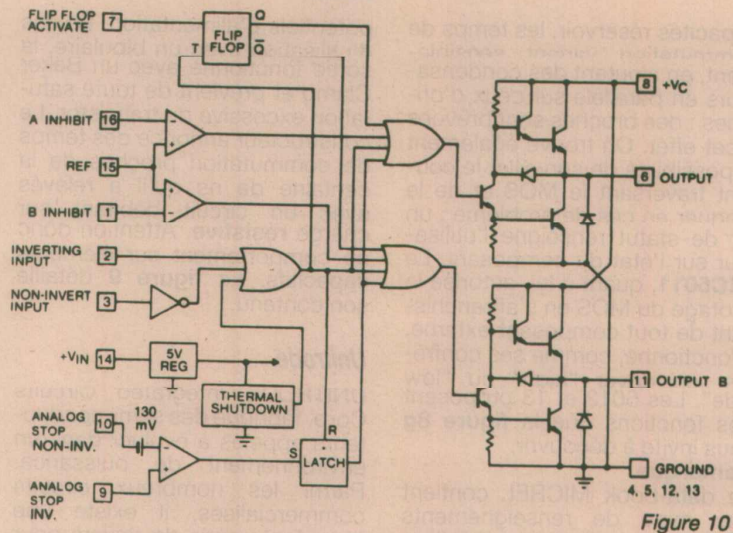 FLIP FLOP
ACTIVATE
7
T
FLIP
FLOP
Q
Q
A INHIBIT 16
REF 15
B INHIBIT 1
INVERTING
INPUT
2
NON-INVERT
INPUT
3
+VIN 14
5V
REG
THERMAL
SHUTDOWN
ANALOG
STOP
NON-INV.
10
130
mV
ANALOG
STOP
INV.
9
S
R
LATCH
8 +VC
6 OUTPUT
11 OUTPUT B
GROUND
4, 5, 12, 13
Figure 10